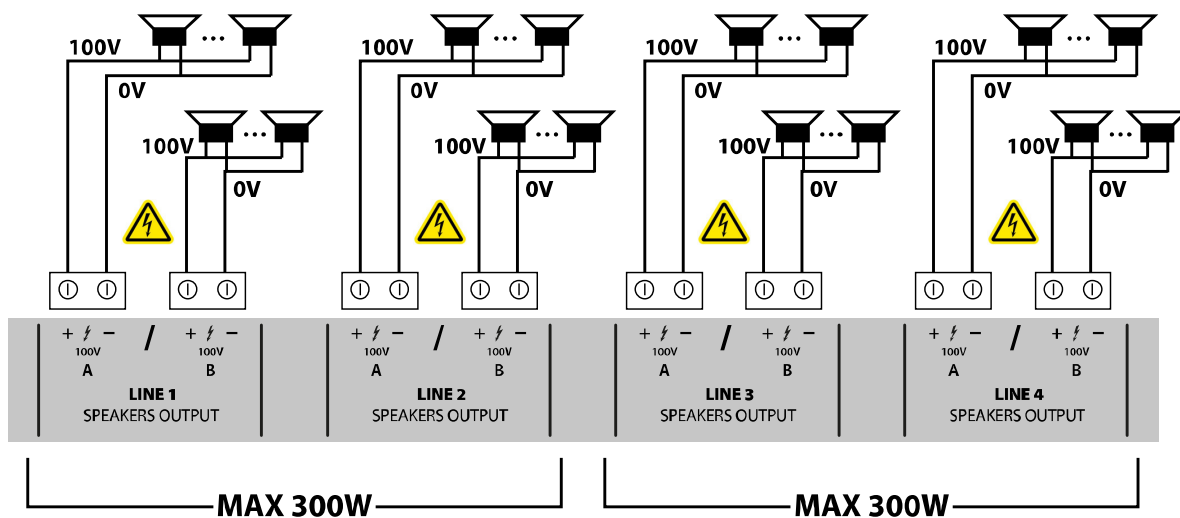 100V ... 100V ... 100V ... 100V ...
0V 0V 0V 0V
100V ... 100V ... 100V ... 100V ...
0V 0V 0V 0V
+ − / + − + − / + − + − / + − + − / + −
100V 100V 100V 100V 100V 100V 100V 100V
A B A B A B A B
LINE 1 LINE 2 LINE 3 LINE 4
SPEAKERS OUTPUT SPEAKERS OUTPUT SPEAKERS OUTPUT SPEAKERS OUTPUT
MAX 300W MAX 300W